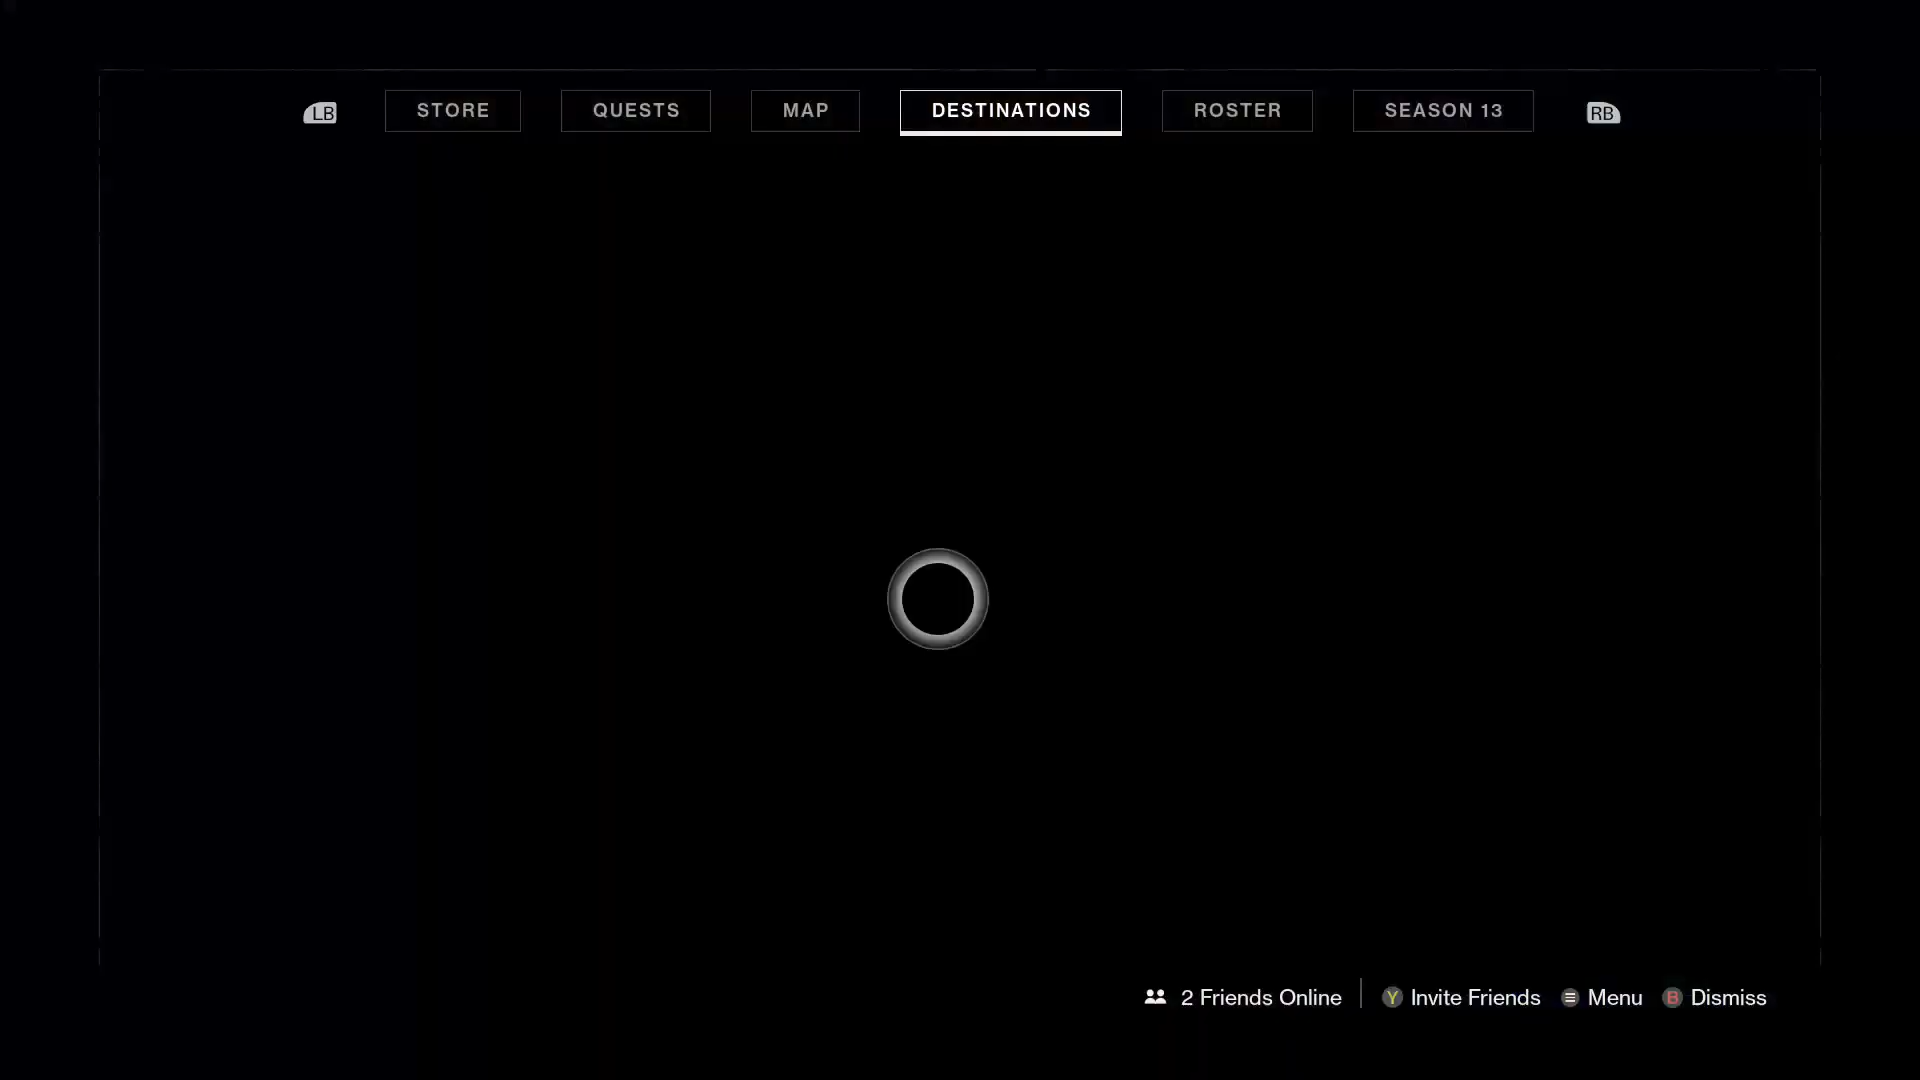 LB STORE QUESTS MAP DESTINATIONS ROSTER SEASON 13 RB
2 Friends Online Y Invite Friends Menu B Dismiss